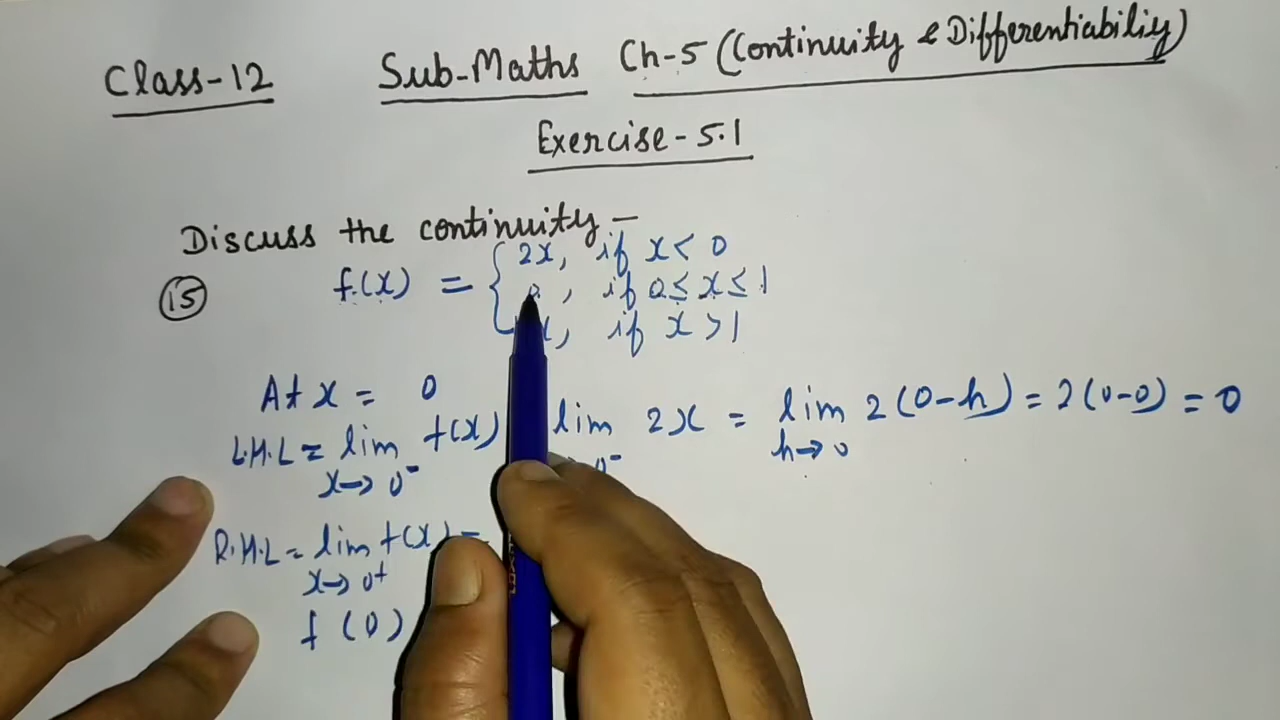 Class-12 Sub-Maths Ch-5 (Continuity & Differentiability)
Exercise-5.1
Discuss the continuity –
(15) f(x) = { 2x, if x < 0
0, if 0 ≤ x ≤ 1
x, if x > 1
At x = 0
L.H.L = lim f(x) lim 2x = lim 2(0-h) = 2(0-0) = 0
x→0⁻ 0⁻ h→0
R.H.L = lim f(x) =
x→0⁺
f(0)